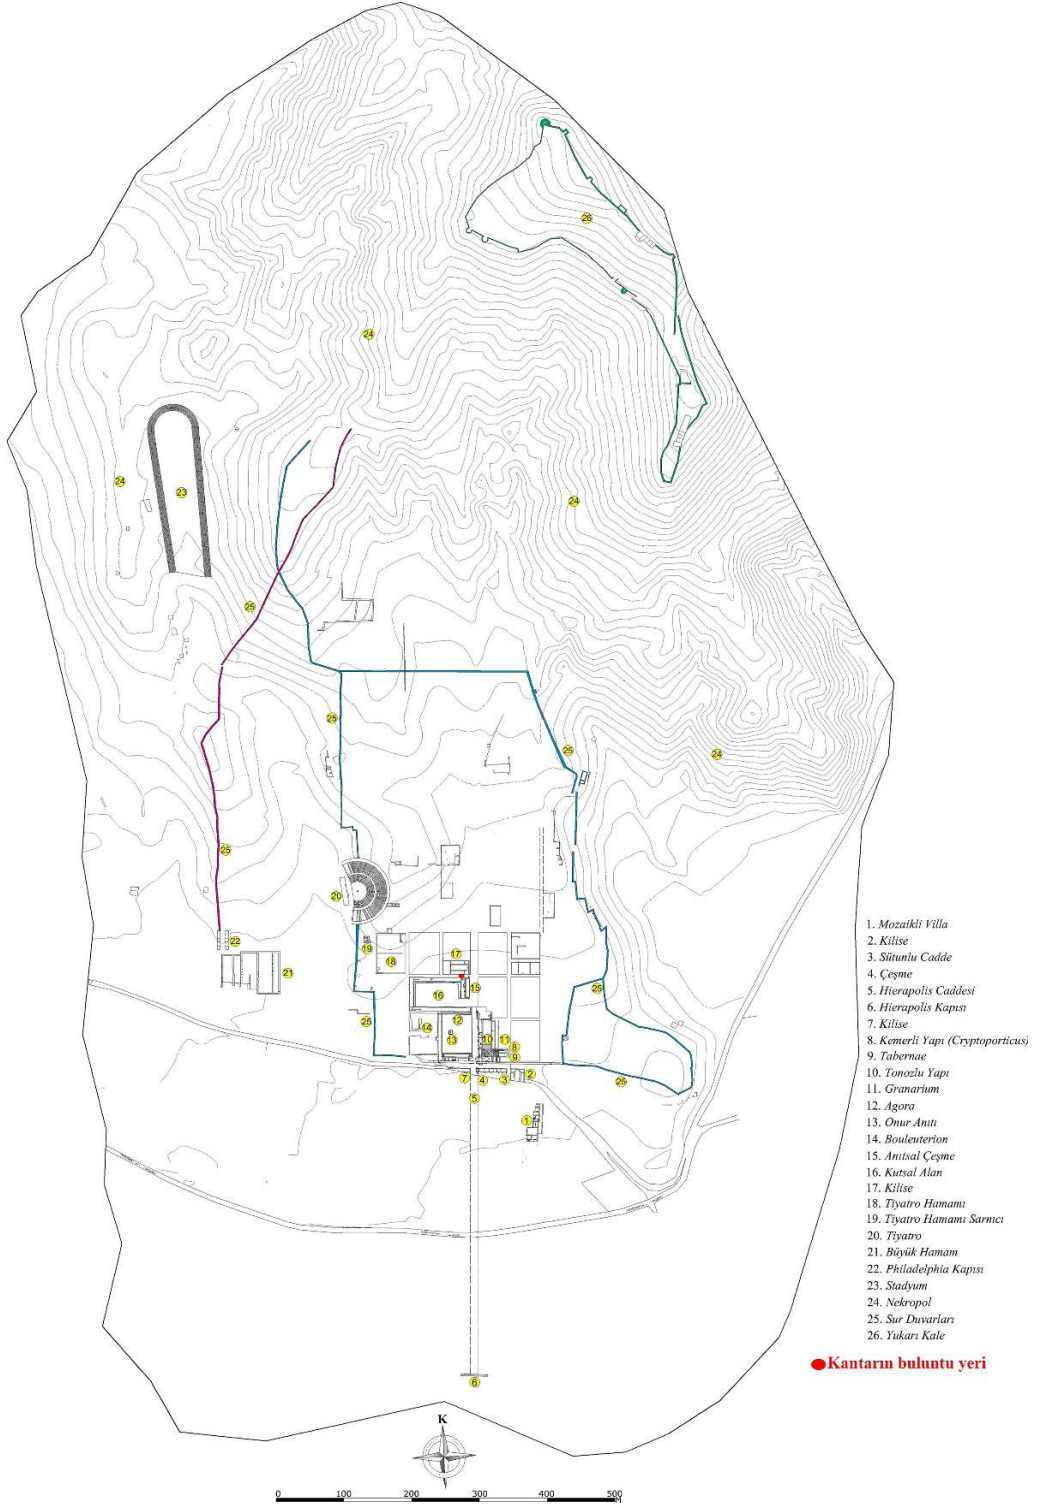 26
24
24
23
24
25
25
25
24
25
20
22
19
17
18
21
15
16
25
25
12
14
13
10
11
8
9
7
4
3
2
25
5
1
6
1. Mozaikli Villa
2. Kilise
3. Sütunlu Cadde
4. Çeşme
5. Hierapolis Caddesi
6. Hierapolis Kapısı
7. Kilise
8. Kemerli Yapı (Cryptoporticus)
9. Tabernae
10. Tonozlu Yapı
11. Granarium
12. Agora
13. Onur Anıtı
14. Bouleuterion
15. Anıtsal Çeşme
16. Kutsal Alan
17. Kilise
18. Tiyatro Hamamı
19. Tiyatro Hamamı Sarnıcı
20. Tiyatro
21. Büyük Hamam
22. Philadelphia Kapısı
23. Stadyum
24. Nekropol
25. Sur Duvarları
26. Yukarı Kale
Kantarın buluntu yeri
K
0 100 200 300 400 500
M